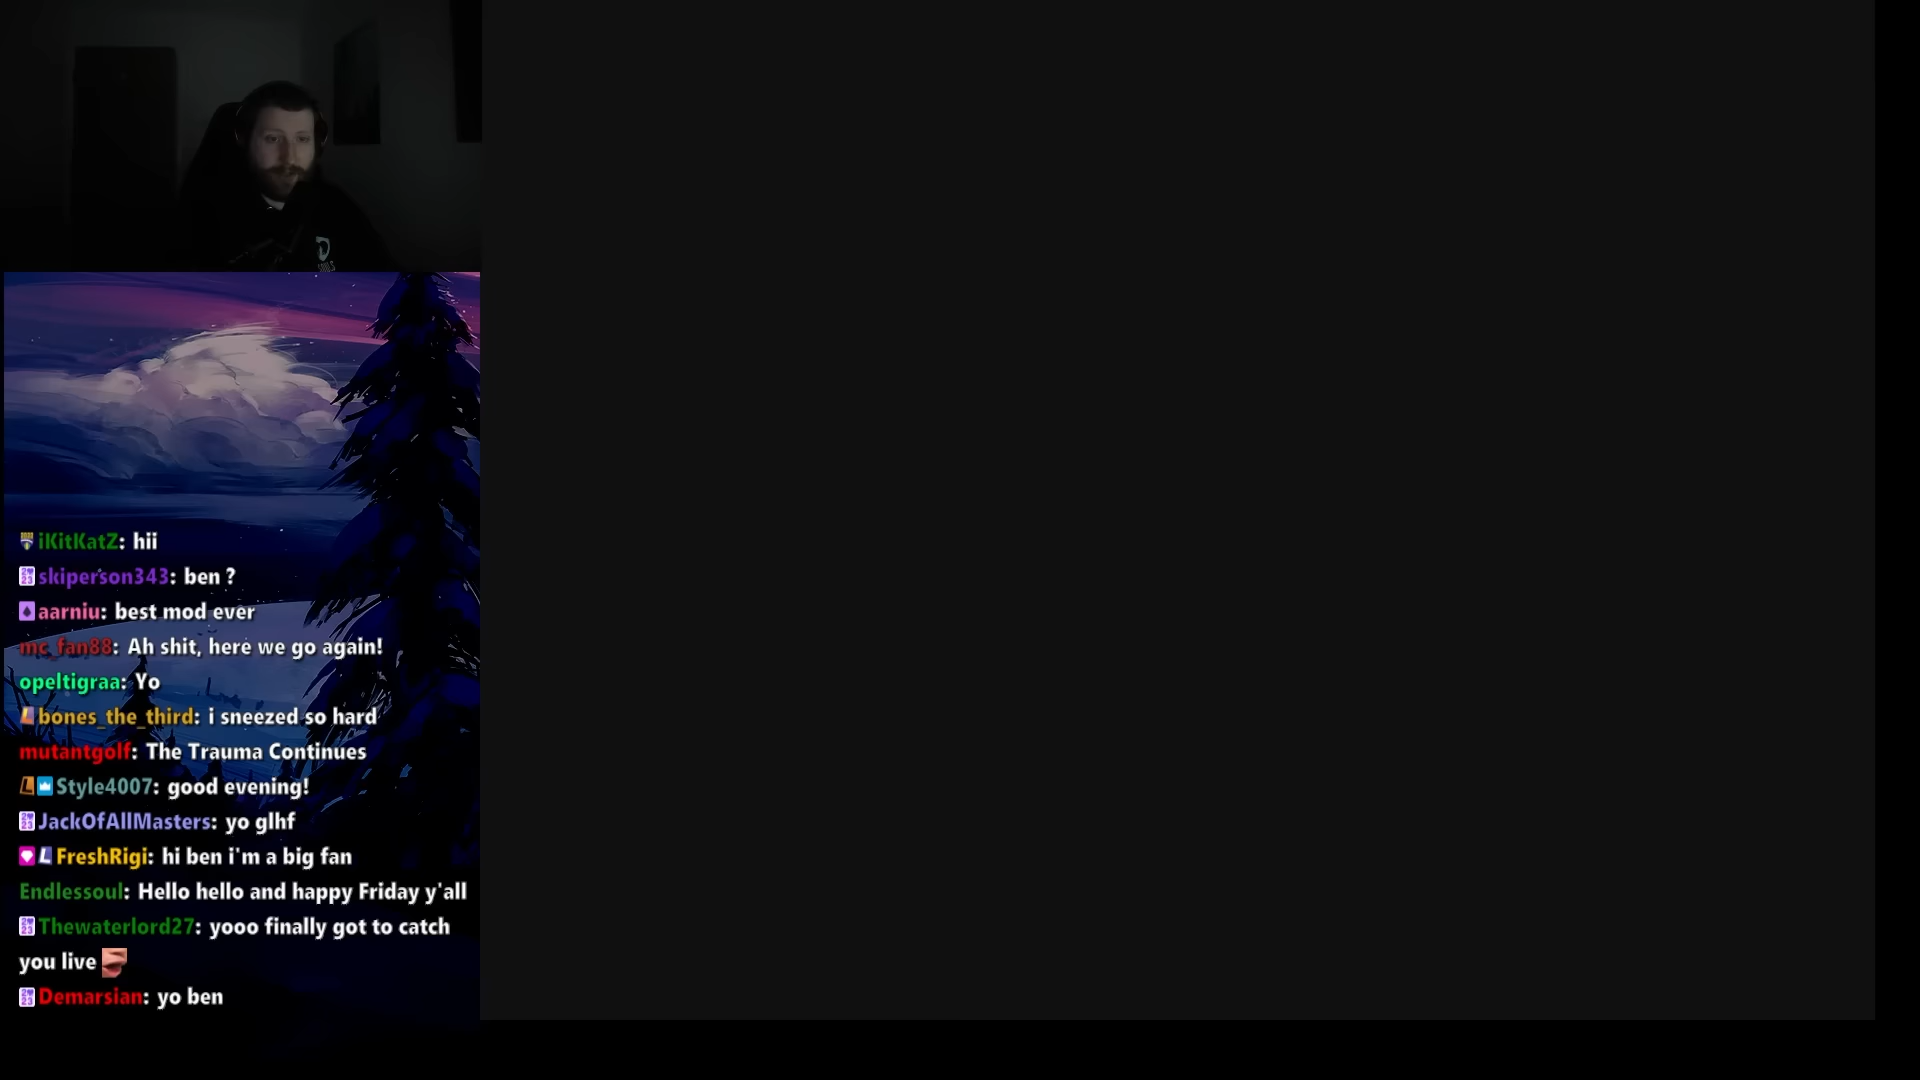 iKitKatZ: hii
skiperson343: ben ?
aarniu: best mod ever
mc_fan88: Ah shit, here we go again!
opeltigraa: Yo
bones_the_third: i sneezed so hard
mutantgolf: The Trauma Continues
Style4007: good evening!
JackOfAllMasters: yo glhf
FreshRigi: hi ben i'm a big fan
Endlessoul: Hello hello and happy Friday y'all
Thewaterlord27: yooo finally got to catch
you live
Demarsian: yo ben